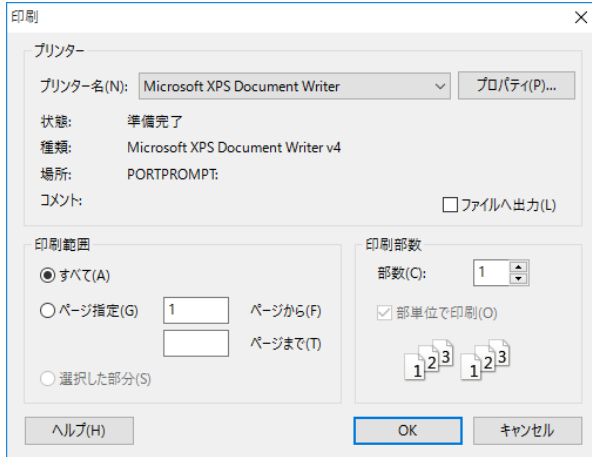 印刷
プリンター
プリンター名(N): Microsoft XPS Document Writer プロパティ(P)...
状態: 準備完了
種類: Microsoft XPS Document Writer v4
場所: PORTPROMPT:
コメント: ファイルへ出力(L)
印刷範囲
すべて(A)
ページ指定(G) 1 ページから(F)
ページまで(T)
選択した部分(S)
印刷部数
部数(C): 1
部単位で印刷(O)
1 2 3 1 2 3
ヘルプ(H) OK キャンセル